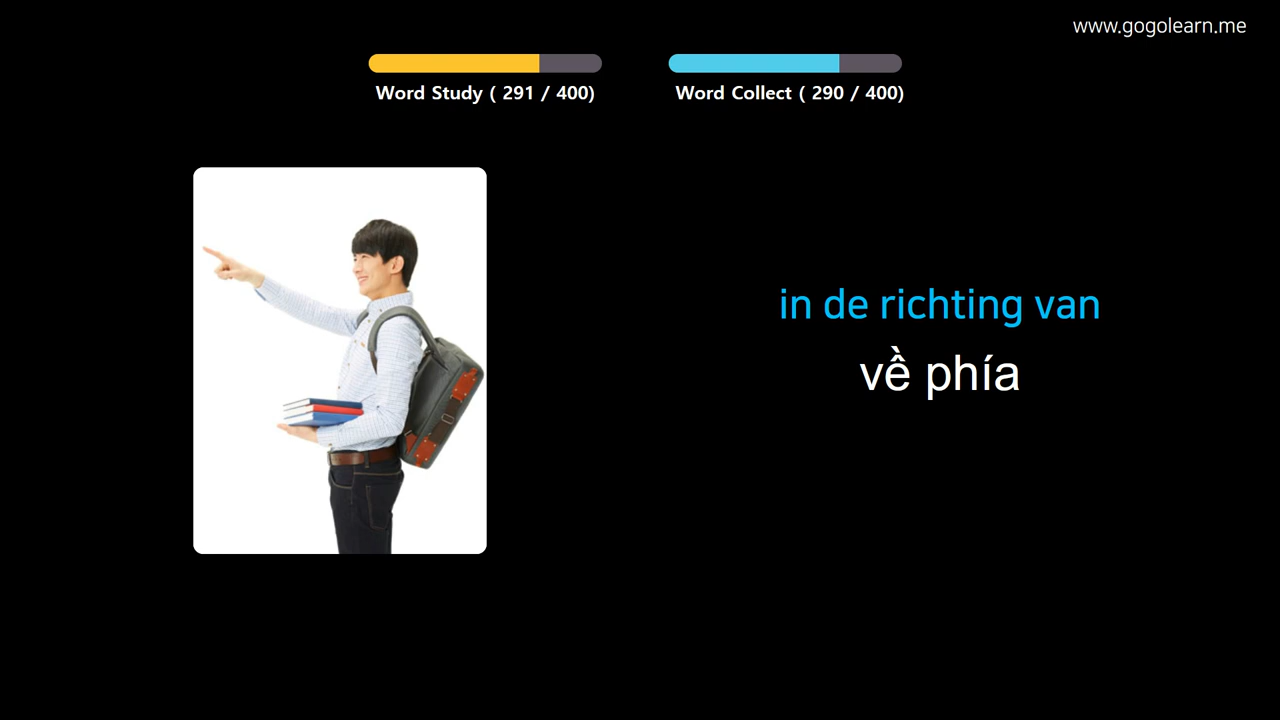 www.gogolearn.me
Word Study ( 291 / 400)
Word Collect ( 290 / 400)
in de richting van
về phía